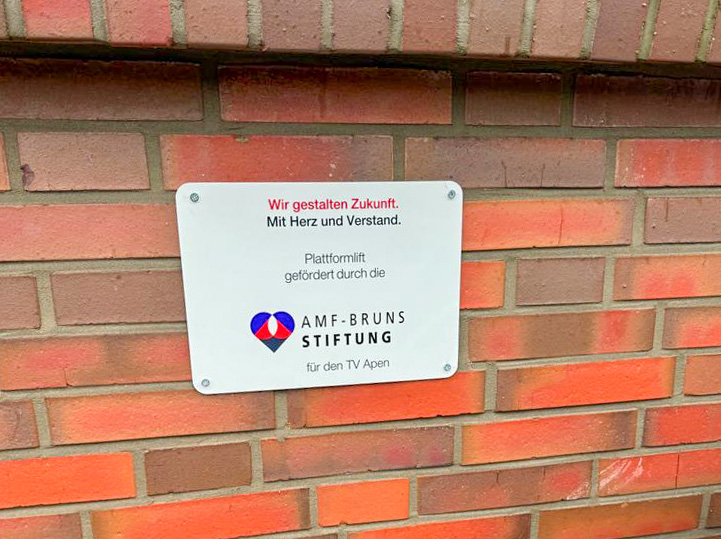 Wir gestalten Zukunft.
Mit Herz und Verstand.
Plattformlift
gefördert durch die
AMF-BRUNS
STIFTUNG
für den TV Apen